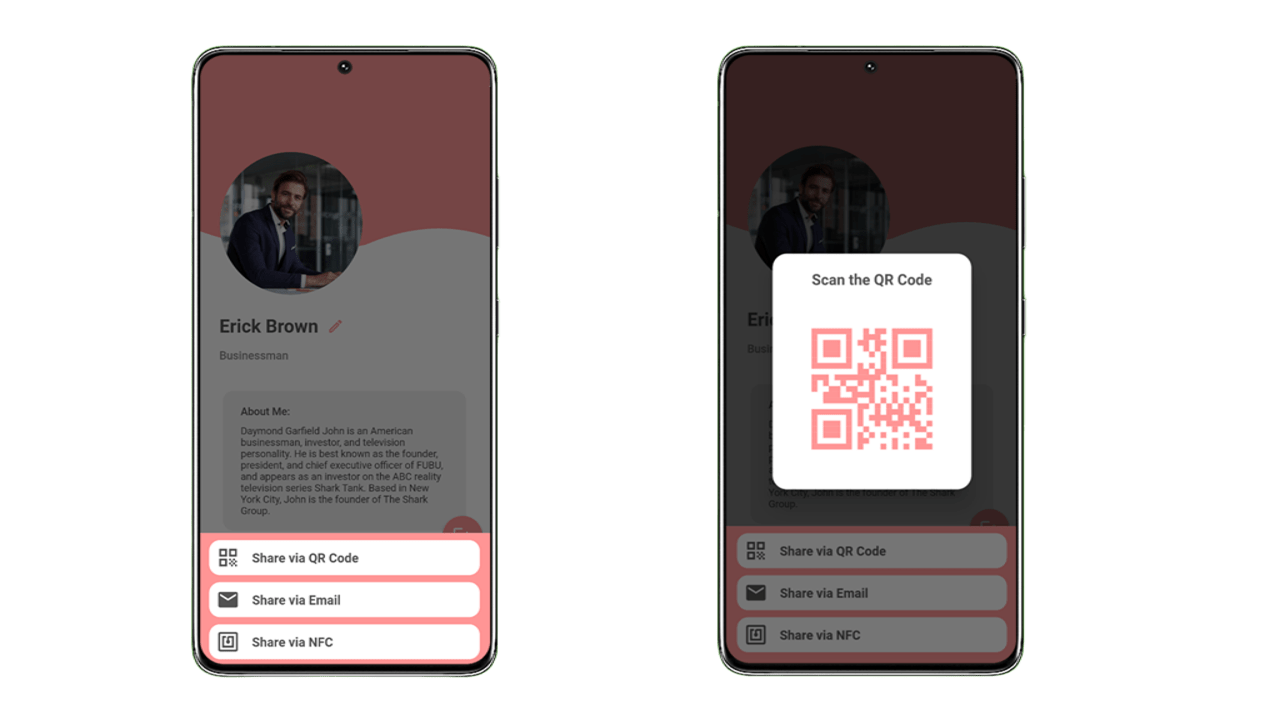 Erick Brown
Businessman
About Me:
Daymond Garfield John is an American
businessman, investor, and television
personality. He is best known as the founder,
president, and chief executive officer of FUBU,
and appears as an investor on the ABC reality
television series Shark Tank. Based in New
York City, John is the founder of The Shark
Group.
Share via QR Code
Share via Email
Share via NFC
Scan the QR Code
York City, John is the founder of The Shark
Group.
Share via QR Code
Share via Email
Share via NFC